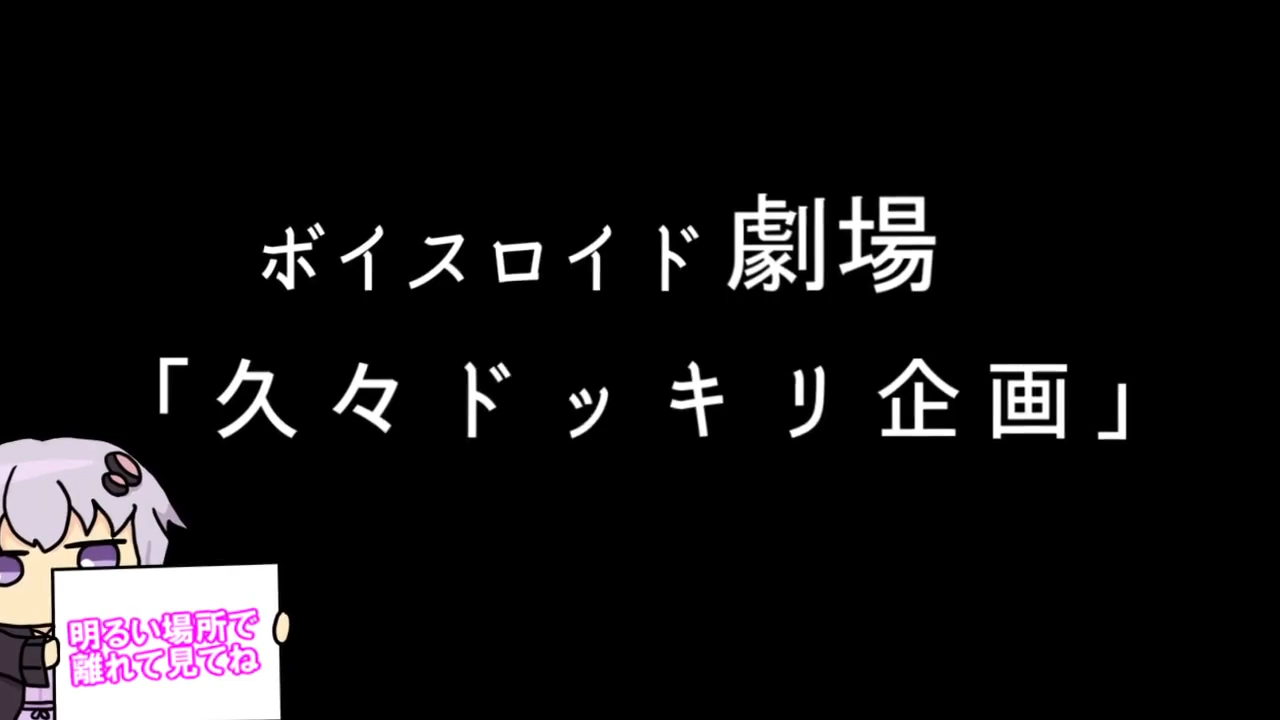 ボイスロイド劇場
「久々ドッキリ企画」
明るい場所で
離れて見てね